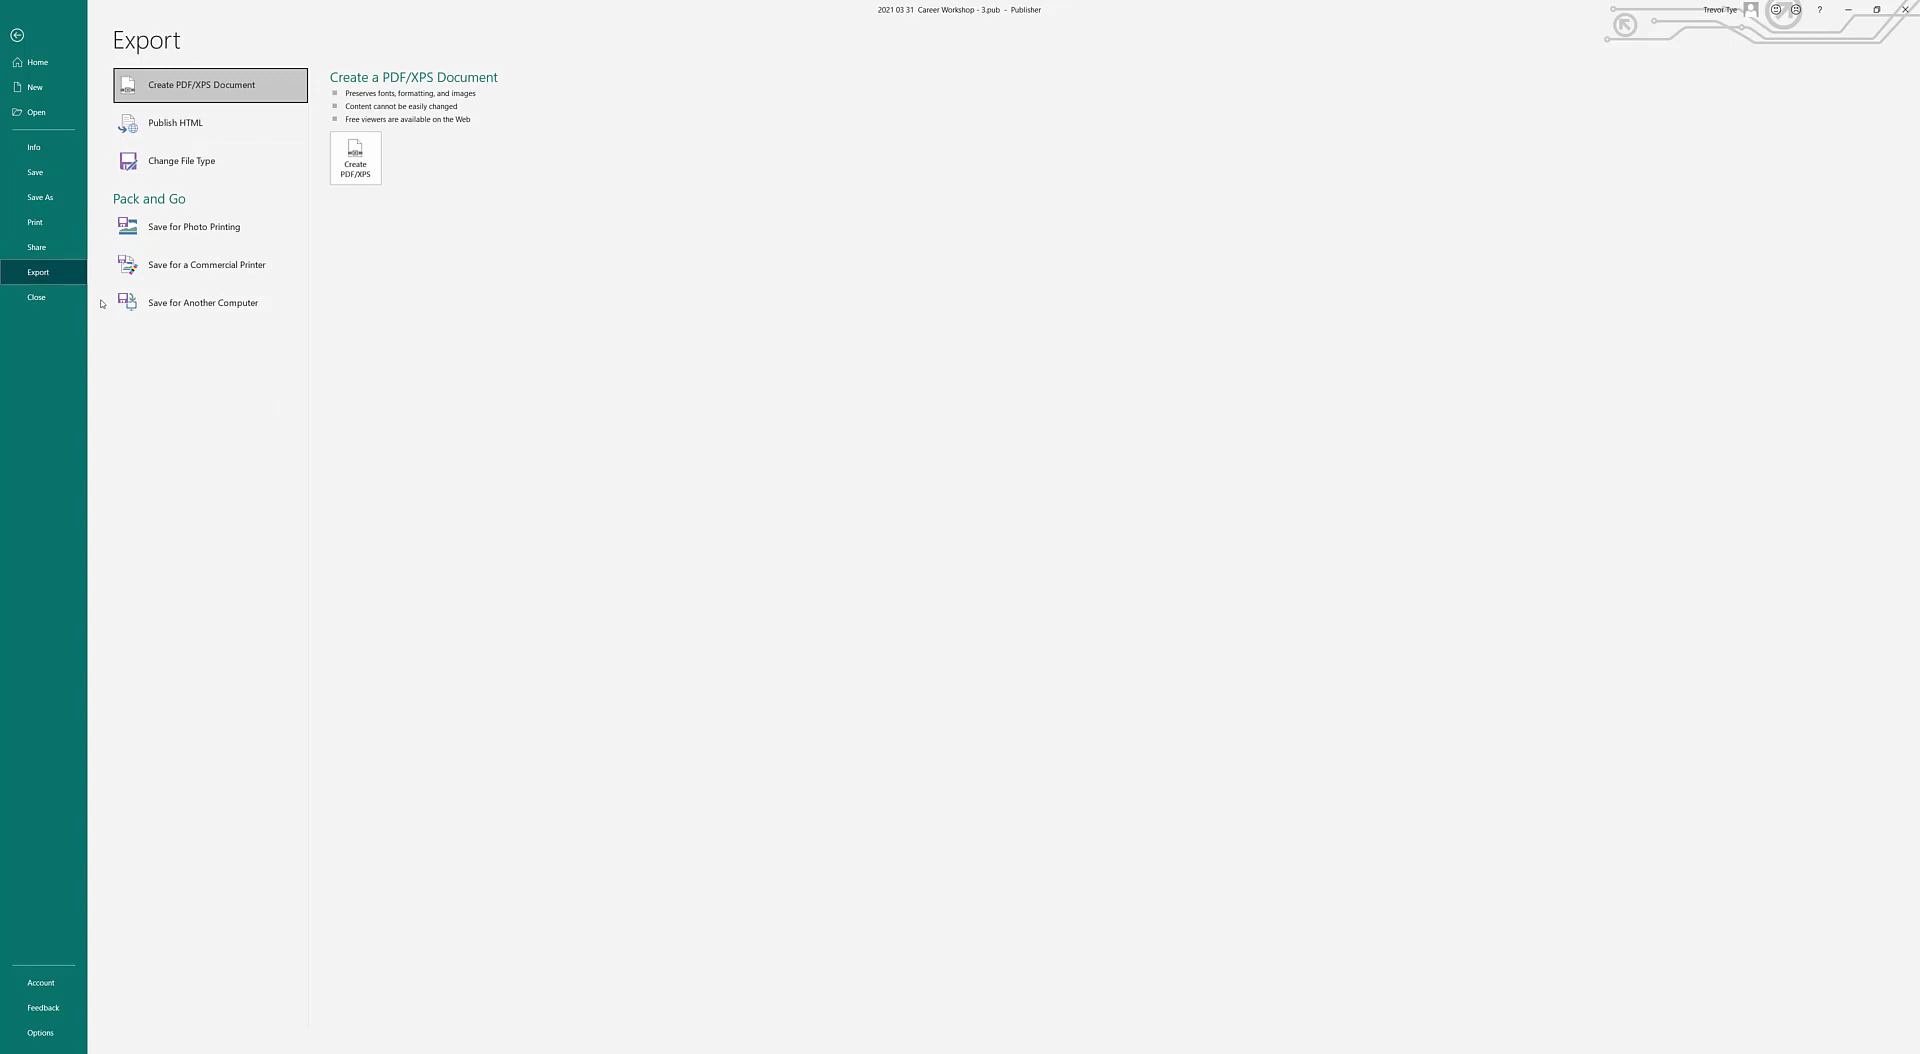 2021 03 31  Career Workshop - 3.pub  -  Publisher
Trevor Tye
?
Home
New
Open
Info
Save
Save As
Print
Share
Export
Close
Account
Feedback
Options
Export
Create PDF/XPS Document
Publish HTML
Change File Type
Pack and Go
Save for Photo Printing
Save for a Commercial Printer
Save for Another Computer
Create a PDF/XPS Document
Preserves fonts, formatting, and images
Content cannot be easily changed
Free viewers are available on the Web
Create
PDF/XPS